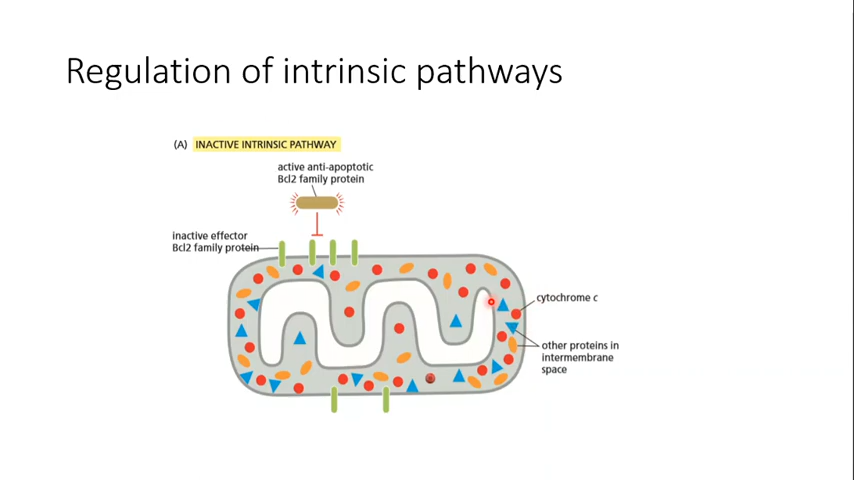 Regulation of intrinsic pathways
(A) INACTIVE INTRINSIC PATHWAY
active anti-apoptotic
Bcl2 family protein
inactive effector
Bcl2 family protein
cytochrome c
other proteins in
intermembrane
space